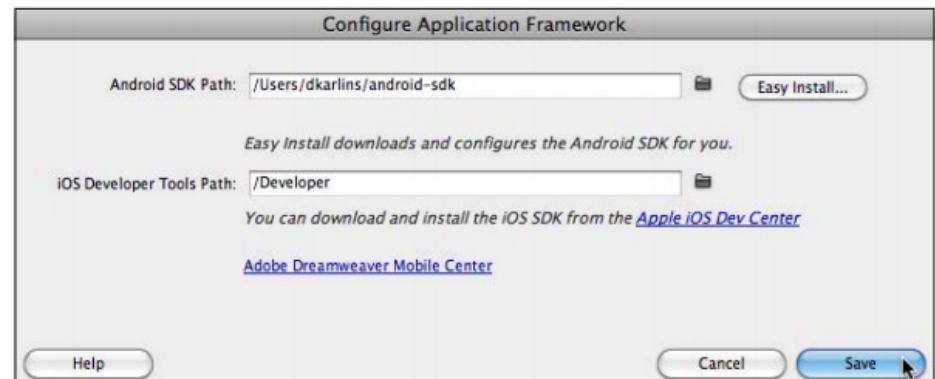 Configure Application Framework
Android SDK Path: /Users/dkarlins/android-sdk Easy Install...
Easy Install downloads and configures the Android SDK for you.
iOS Developer Tools Path: /Developer
You can download and install the iOS SDK from the Apple iOS Dev Center
Adobe Dreamweaver Mobile Center
Help Cancel Save